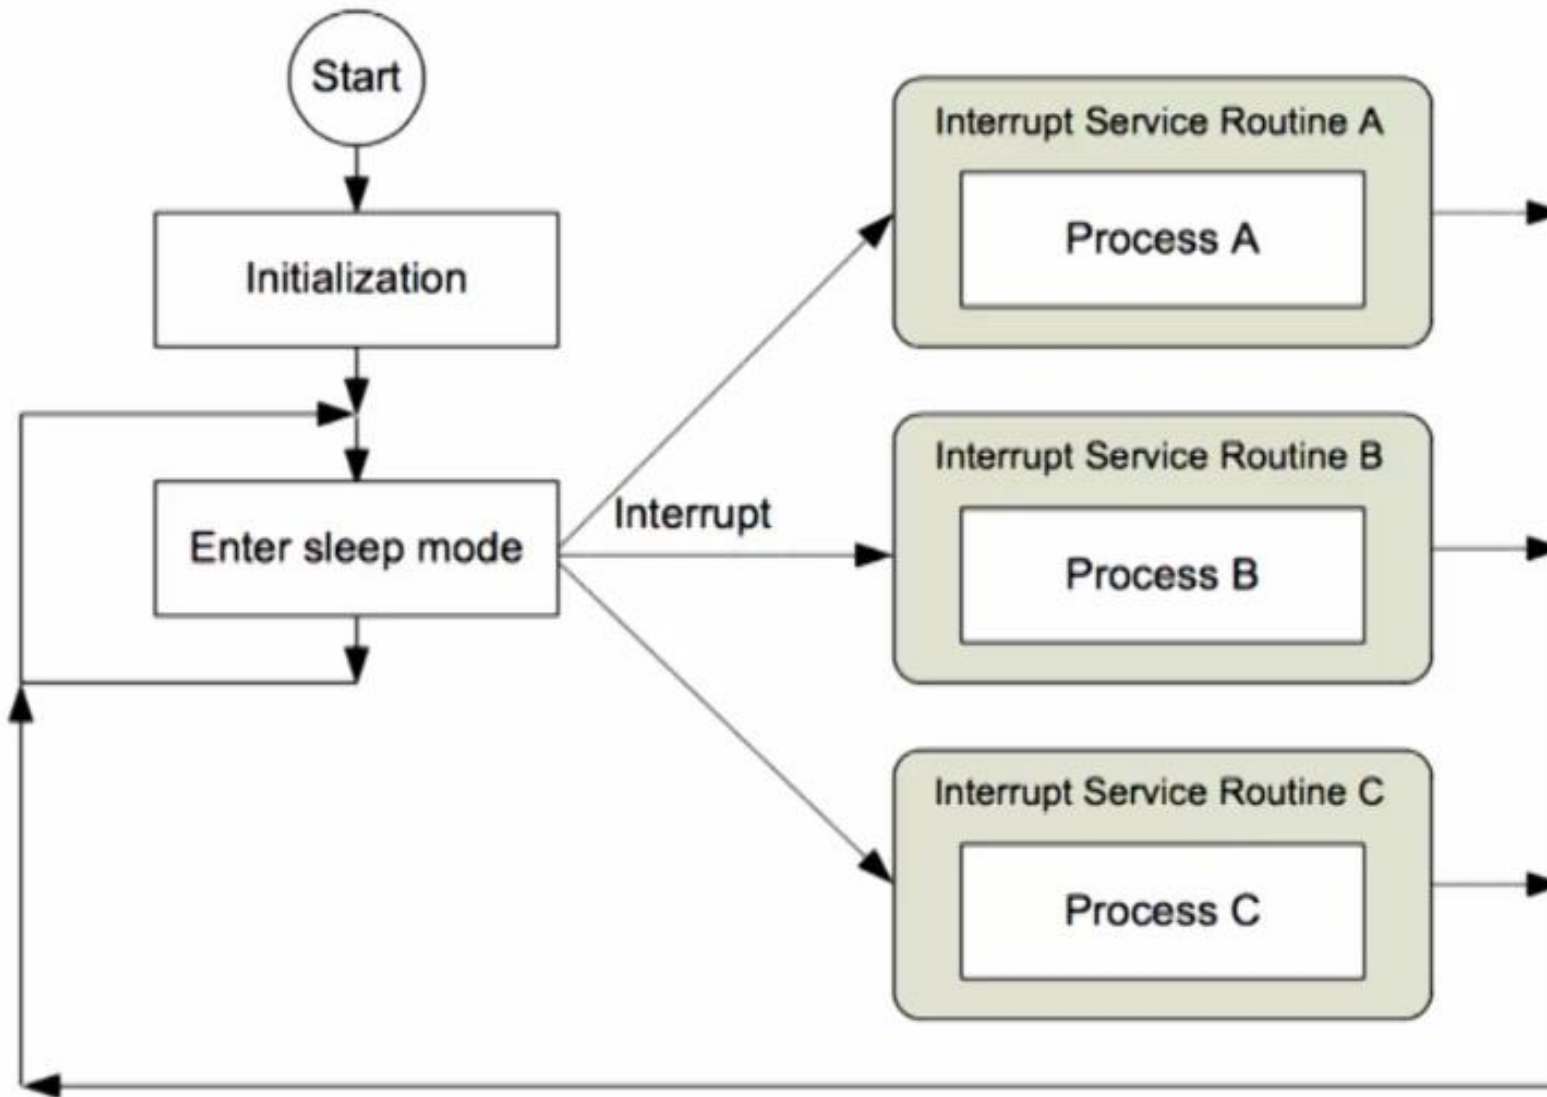 Start
Initialization
Enter sleep mode
Interrupt
Interrupt Service Routine A
Process A
Interrupt Service Routine B
Process B
Interrupt Service Routine C
Process C